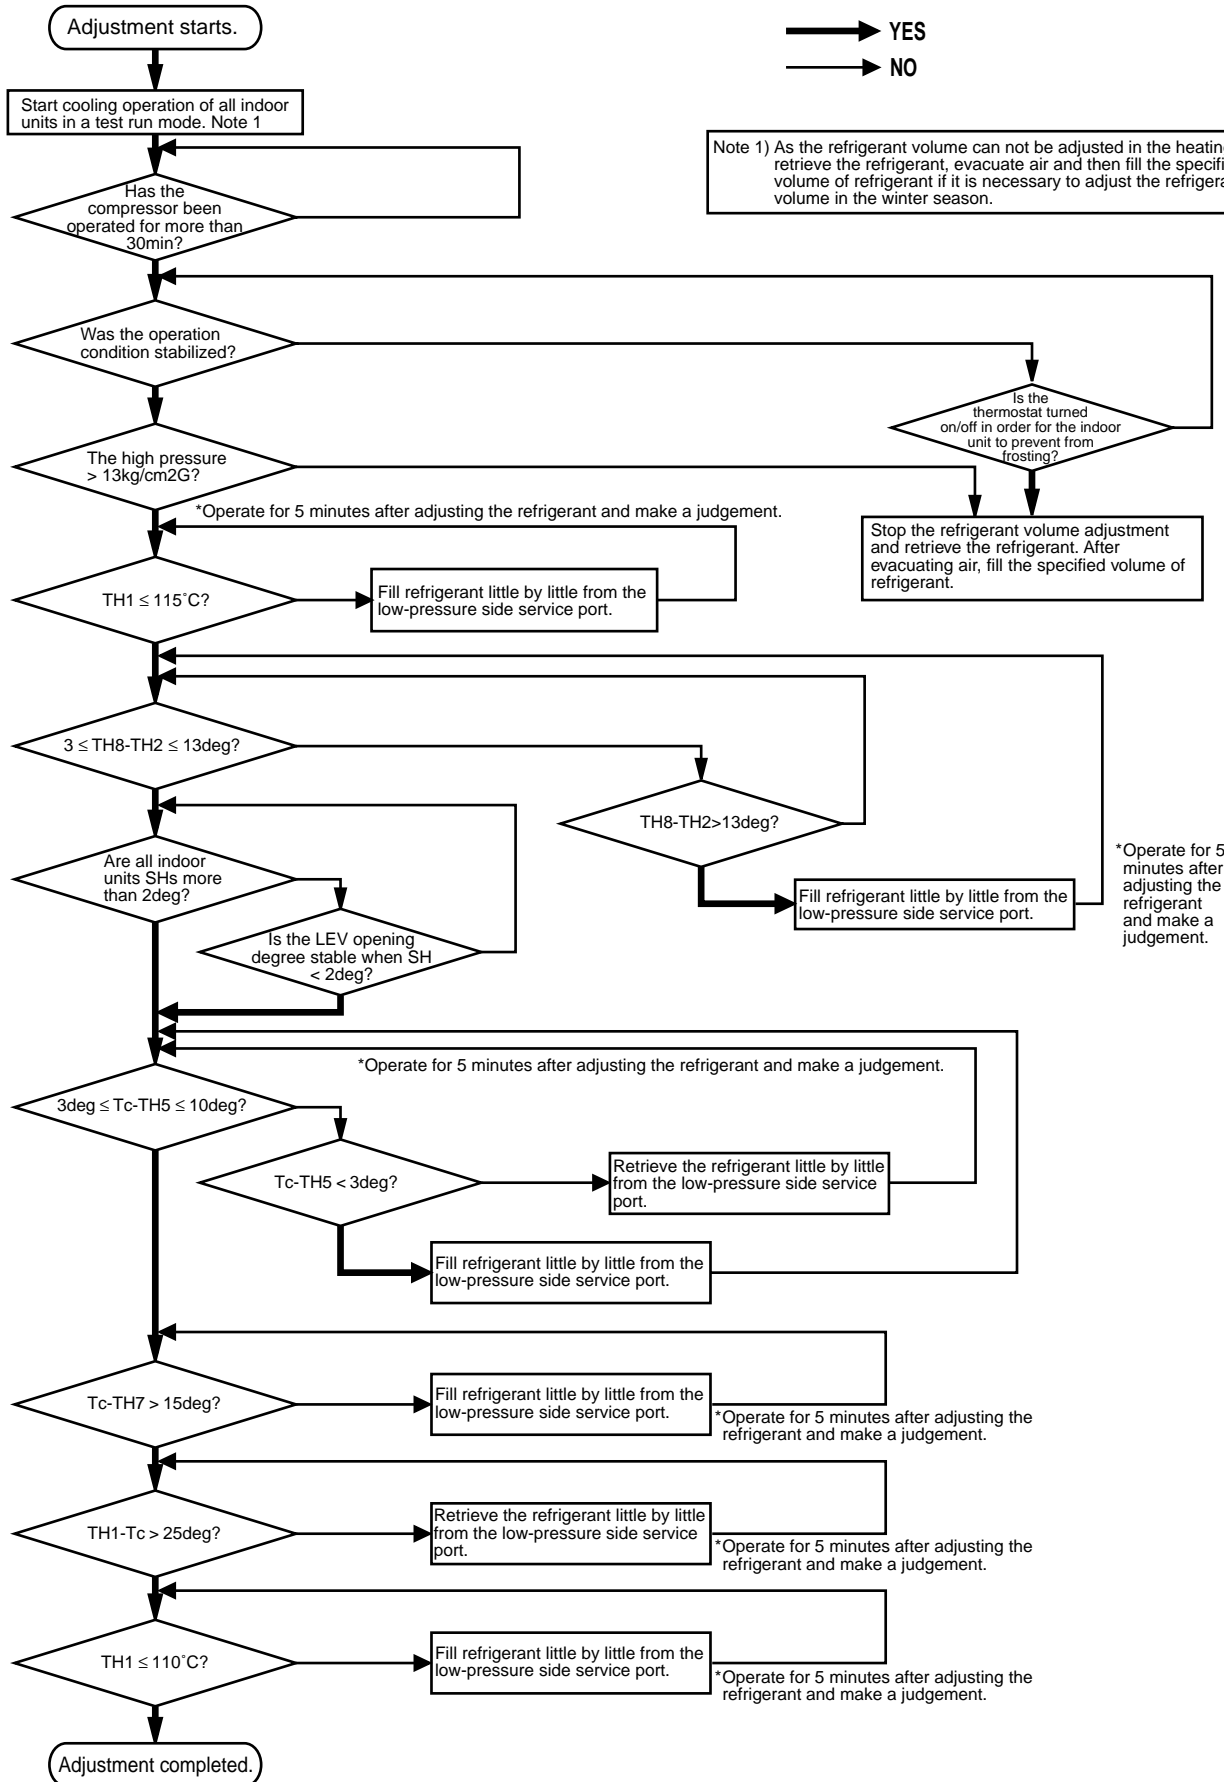 Adjustment starts.
YES
NO
Start cooling operation of all indoor
units in a test run mode. Note 1
Note 1) As the refrigerant volume can not be adjusted in the
retrieve the refrigerant, evacuate air and then fill the
volume of refrigerant if it is necessary to adjust the
volume in the winter season.
Has the
compressor been
operated for more than
30min?
Was the operation
condition stabilized?
Is the
thermostat turned
on/off in order for the indoor
unit to prevent from
frosting?
The high pressure
> 13kg/cm2G?
*Operate for 5 minutes after adjusting the refrigerant and make a judgement.
Stop the refrigerant volume adjustment
and retrieve the refrigerant. After
evacuating air, fill the specified volume of
refrigerant.
TH1 ≤ 115˚C?
Fill refrigerant little by little from the
low-pressure side service port.
3 ≤ TH8-TH2 ≤ 13deg?
TH8-TH2>13deg?
Are all indoor
units SHs more
than 2deg?
Fill refrigerant little by little from the
low-pressure side service port.
*Operate for 5
minutes after
adjusting the
refrigerant
and make a
judgement.
Is the LEV opening
degree stable when SH
< 2deg?
*Operate for 5 minutes after adjusting the refrigerant and make a judgement.
3deg ≤ Tc-TH5 ≤ 10deg?
Tc-TH5 < 3deg?
Retrieve the refrigerant little by little
from the low-pressure side service
port.
Fill refrigerant little by little from the
low-pressure side service port.
Tc-TH7 > 15deg?
Fill refrigerant little by little from the
low-pressure side service port.
*Operate for 5 minutes after adjusting the
refrigerant and make a judgement.
TH1-Tc > 25deg?
Retrieve the refrigerant little by little
from the low-pressure side service
port.
*Operate for 5 minutes after adjusting the
refrigerant and make a judgement.
TH1 ≤ 110˚C?
Fill refrigerant little by little from the
low-pressure side service port.
*Operate for 5 minutes after adjusting the
refrigerant and make a judgement.
Adjustment completed.